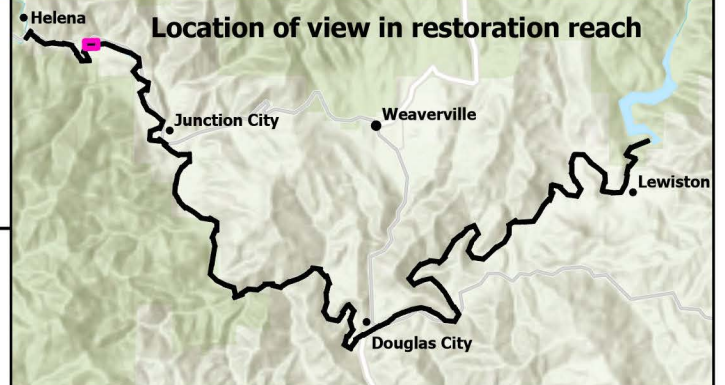 Location of view in restoration reach
Helena
Junction City
Weaverville
Lewiston
Douglas City